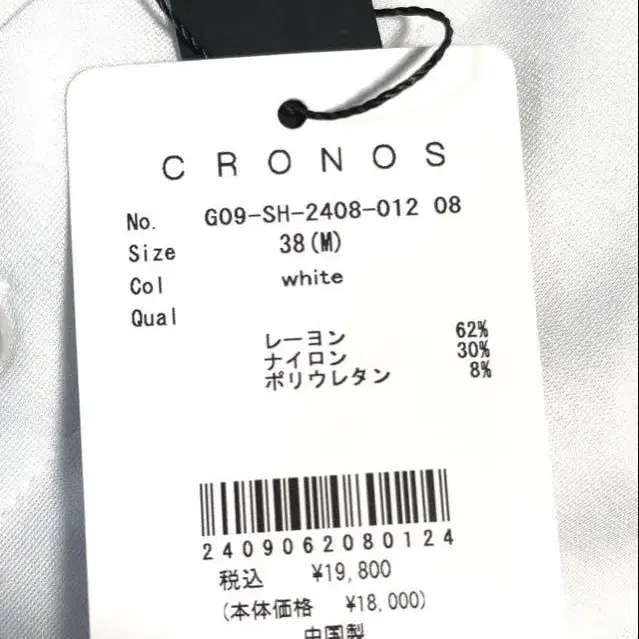 CRONOS
No. G09-SH-2408-012 08
Size 38(M)
Col white
Qual
レーヨン 62%
ナイロン 30%
ポリウレタン 8%
2409062080124
税込 ¥19,800
(本体価格 ¥18,000)
中国製